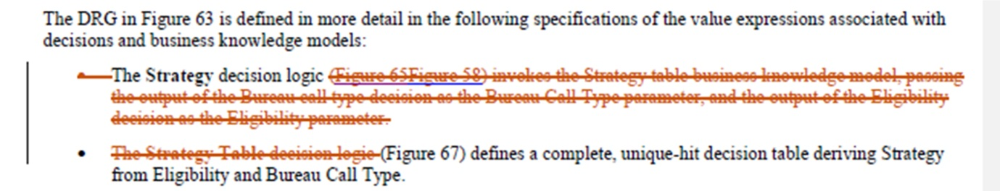 The DRG in Figure 63 is defined in more detail in the following specifications of the value expressions associated with
decisions and business knowledge models:
• The Strategy decision logic (Figure 65Figure 58) invokes the Strategy table business knowledge model, passing
the output of the Bureau call type decision as the Bureau Call Type parameter, and the output of the Eligibility
decision as the Eligibility parameter.
• The Strategy Table decision logic (Figure 67) defines a complete, unique-hit decision table deriving Strategy
from Eligibility and Bureau Call Type.